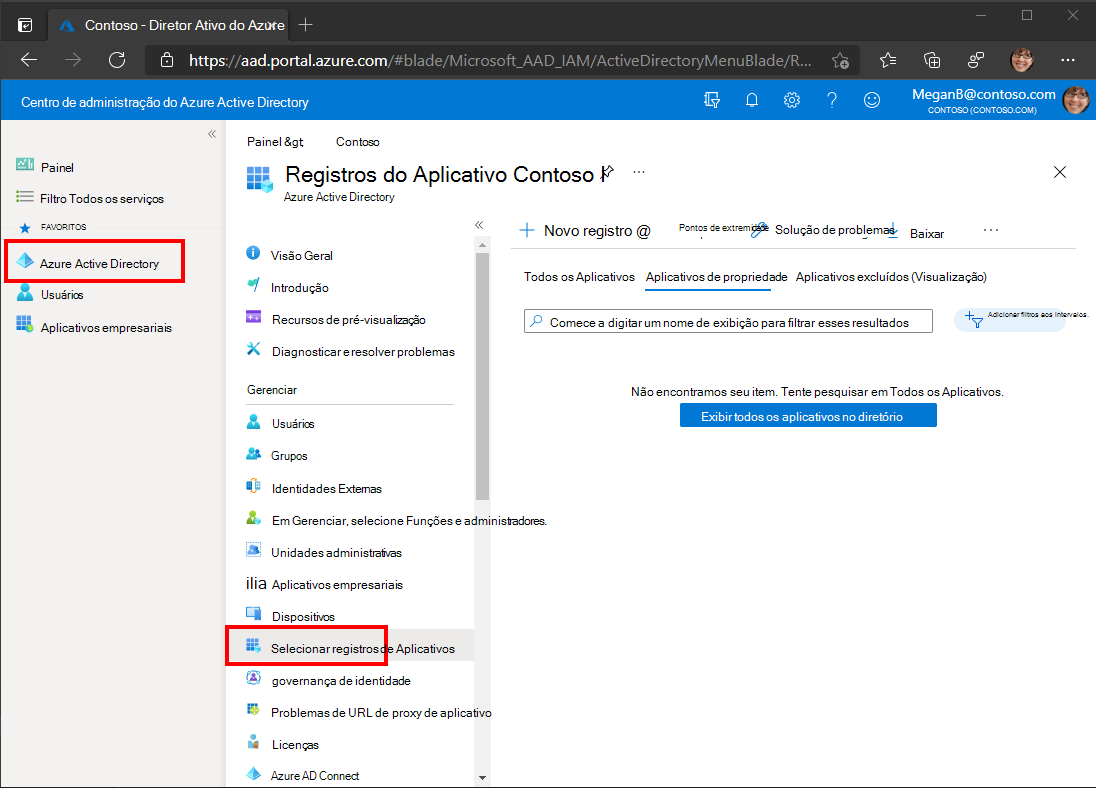 Contoso - Diretor Ativo do Azure
https://aad.portal.azure.com/#blade/Microsoft_AAD_IAM/ActiveDirectoryMenuBlade/R...
Centro de administração do Azure Active Directory
MeganB@contoso.com
CONTOSO (CONTOSO.COM)
Painel
Filtro Todos os serviços
FAVORITOS
Azure Active Directory
Usuários
Aplicativos empresariais
Painel &gt; Contoso
Registros do Aplicativo Contoso
Azure Active Directory
Visão Geral
Introdução
Recursos de pré-visualização
Diagnosticar e resolver problemas
Gerenciar
Usuários
Grupos
Identidades Externas
Em Gerenciar, selecione Funções e administradores.
Unidades administrativas
ilia Aplicativos empresariais
Dispositivos
Selecionar registros de Aplicativos
governança de identidade
Problemas de URL de proxy de aplicativo
Licenças
Azure AD Connect
Novo registro @ Pontos de extremidade Solução de problemas Baixar
Todos os Aplicativos Aplicativos de propriedade Aplicativos excluídos (Visualização)
Comece a digitar um nome de exibição para filtrar esses resultados
Adicionar filtros aos intervalos.
Não encontramos seu item. Tente pesquisar em Todos os Aplicativos.
Exibir todos os aplicativos no diretório